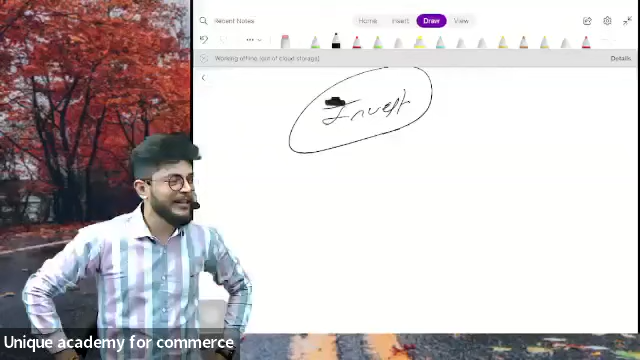 Recent Notes
Home Insert Draw View
Working offline (out of cloud storage)
Details
Invest
Unique academy for commerce